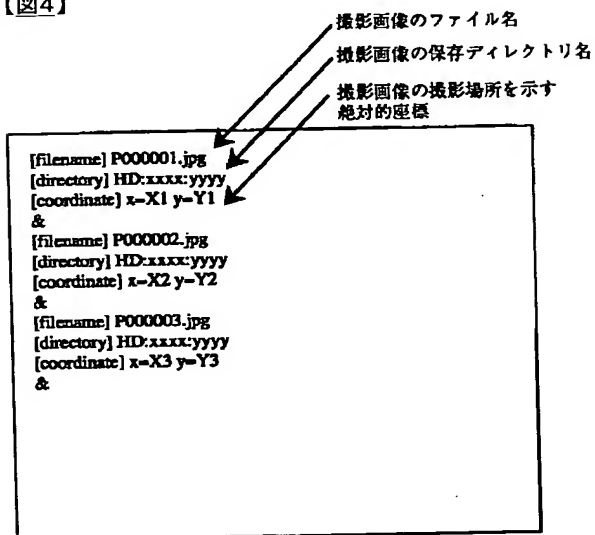 【図4】
撮影画像のファイル名
撮影画像の保存ディレクトリ名
撮影画像の撮影場所を示す
絶対的座標
[filename] P000001.jpg
[directory] HD:xxxx:yyyy
[coordinate] x=X1 y=Y1
&
[filename] P000002.jpg
[directory] HD:xxxx:yyyy
[coordinate] x=X2 y=Y2
&
[filename] P000003.jpg
[directory] HD:xxxx:yyyy
[coordinate] x=X3 y=Y3
&